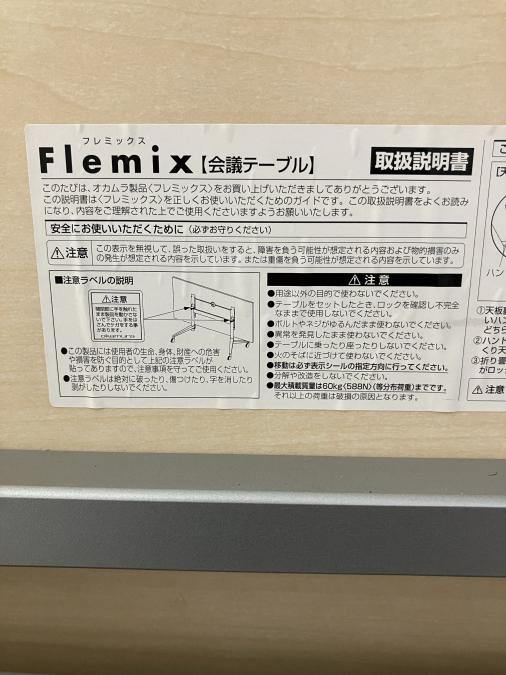 フレミックス
Flemix【会議テーブル】 取扱説明書
このたびは、オカムラ製品〈フレミックス〉をお買い上げいただきましてありがとうございます。
この説明書は〈フレミックス〉を正しくお使いいただくためのガイドです。この取扱説明書をよくお読み
になり、内容をご理解された上でご使用くださいますようお願いいたします。
安全にお使いいただくために（必ずお守りください）
注意
この表示を無視して、誤った取扱いをすると、障害を負う可能性が想定される内容および物的損害のみ
の発生が想定される内容を示しています。または重傷を負う可能性が想定される内容を示しています。
■注意ラベルの説明
注意
okamura
●この製品には使用者の生命、身体、財産への危害
や損害を防ぐ目的として上記の注意ラベルが
貼ってありますので、注意事項を守ってご使用ください。
●注意ラベルは絶対に破ったり、傷つけたり、字を消したり
剥がしたりしないでください。
注意
●用途以外の目的で使わないでください。
●テーブルをセットしたとき、ロックを確認し不完全
なままで使用しないでください。
●ボルトやネジがゆるんだまま使わないでください。
●異常を発見したまま使わないでください。
●テーブルに乗ったり座ったりしないでください。
●火のそばに近づけて使わないでください。
●移動は必ず表示シールの指定方向に行ってください。
●分解や改造をしないでください。
●最大積載質量は60kg〈588N〉(等分布荷重)までです。
それ以上の荷重は破損の原因となります。
ハン
①天板
いハン
どちら
②ハント
くり天
③折り畳
がロッ
注意